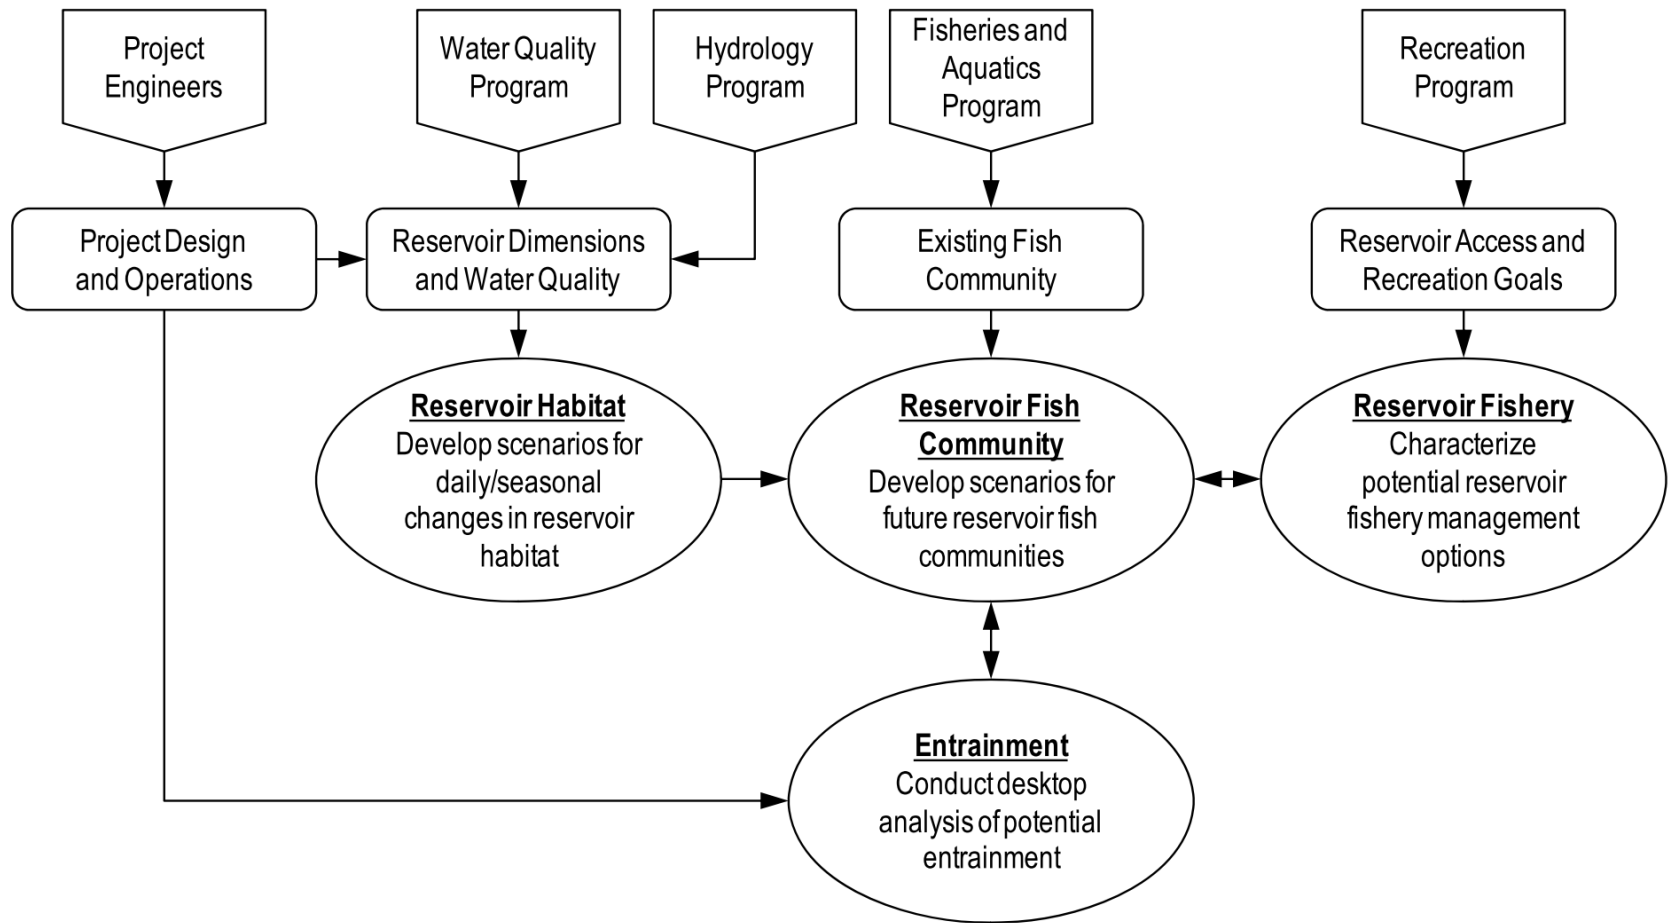 Project
Engineers
Water Quality
Program
Hydrology
Program
Fisheries and
Aquatics
Program
Recreation
Program
Project Design
and Operations
Reservoir Dimensions
and Water Quality
Existing Fish
Community
Reservoir Access and
Recreation Goals
Reservoir Habitat
Develop scenarios for
daily/seasonal
changes in reservoir
habitat
Reservoir Fish
Community
Develop scenarios for
future reservoir fish
communities
Reservoir Fishery
Characterize
potential reservoir
fishery management
options
Entrainment
Conduct desktop
analysis of potential
entrainment